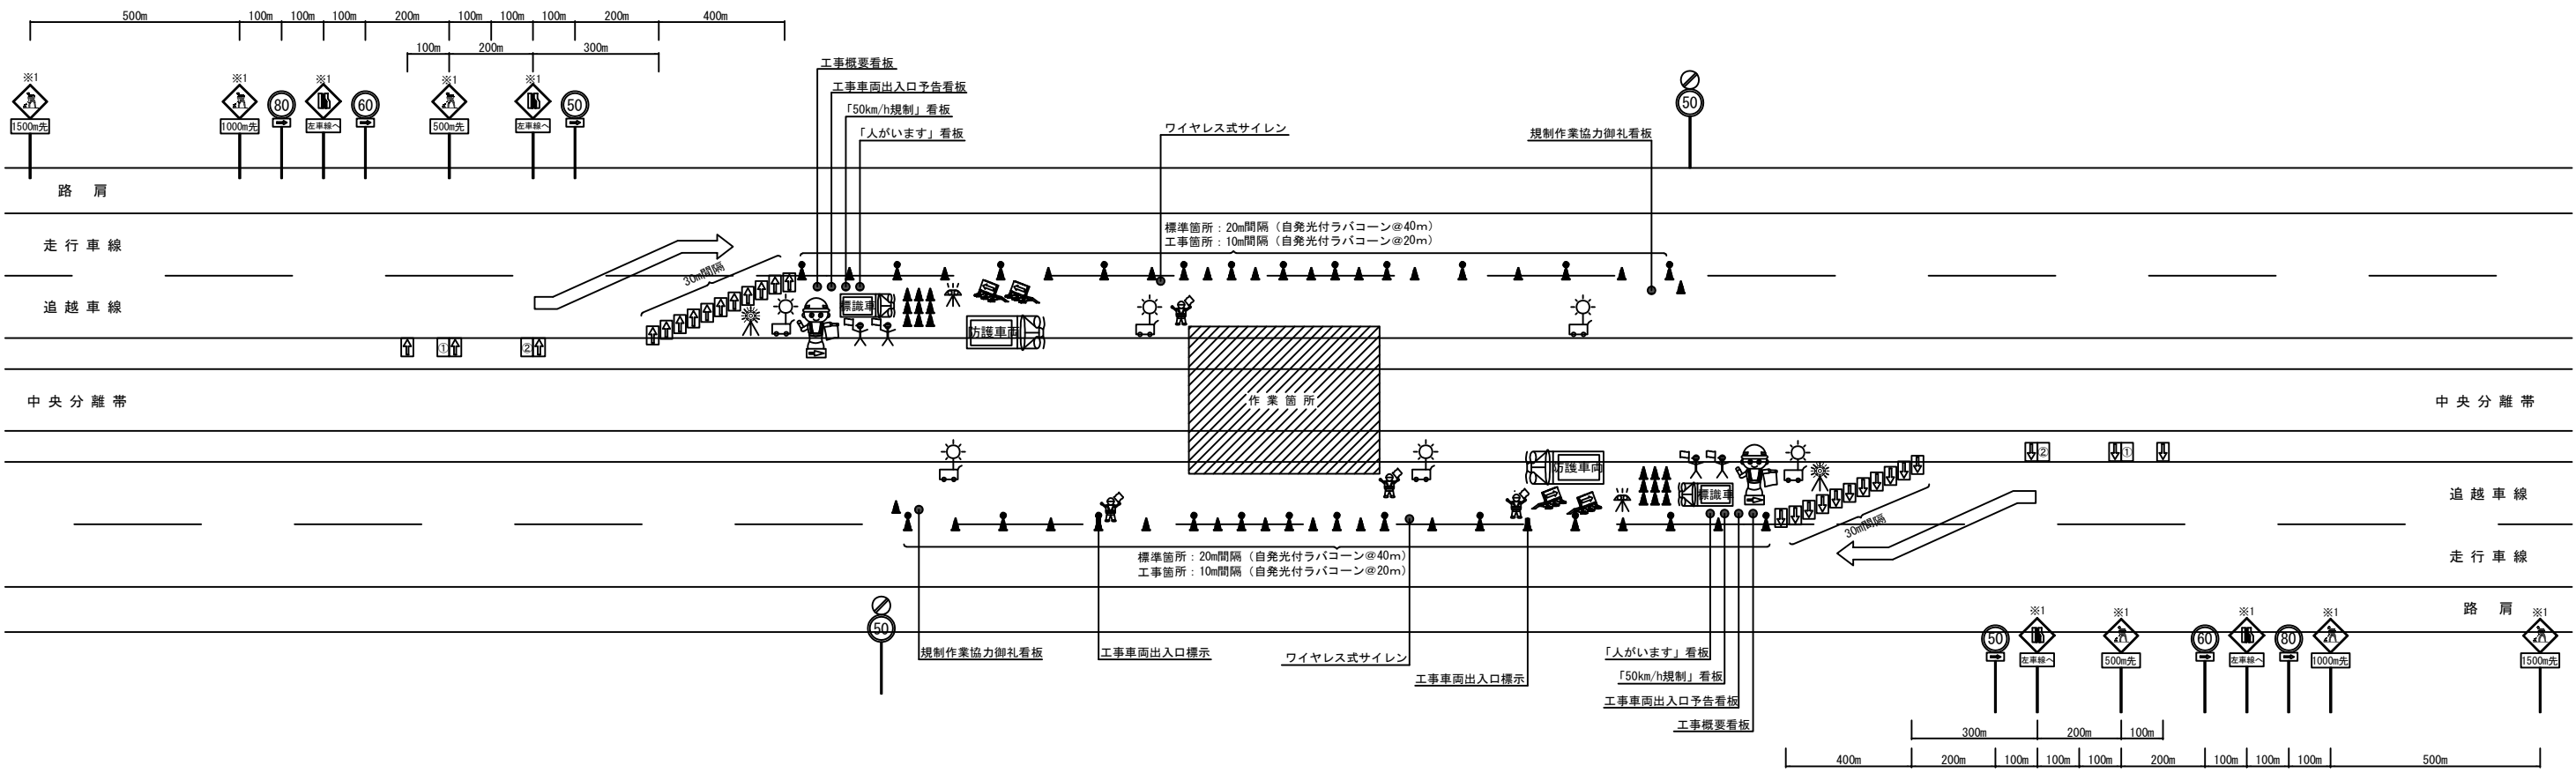 500m 100m 100m 100m 200m 100m 100m 100m 200m 400m
100m 200m 300m
※1 ※1 ※1 ※1 ※1
80 60 50
1500m先 1000m先 左車線へ 500m先 左車線へ
工事概要看板
工事車両出入口予告看板
「50km/h規制」看板
「人がいます」看板
ワイヤレス式サイレン
規制作業協力御礼看板
50
路肩
走行車線
標準箇所：20m間隔（自発光付ラバコーン@40m）
工事箇所：10m間隔（自発光付ラバコーン@20m）
30m間隔
追越車線
標識車
防護車両
① ②
中央分離帯
作業箇所
中央分離帯
② ①
防護車両
標識車
追越車線
30m間隔
走行車線
標準箇所：20m間隔（自発光付ラバコーン@40m）
工事箇所：10m間隔（自発光付ラバコーン@20m）
路肩
50
※1 ※1 ※1 ※1 ※1
50 60 80
左車線へ 500m先 左車線へ 1000m先 1500m先
規制作業協力御礼看板
工事車両出入口標示
ワイヤレス式サイレン
工事車両出入口標示
「人がいます」看板
「50km/h規制」看板
工事車両出入口予告看板
工事概要看板
300m 200m 100m
400m 200m 100m 100m 100m 200m 100m 100m 100m 500m